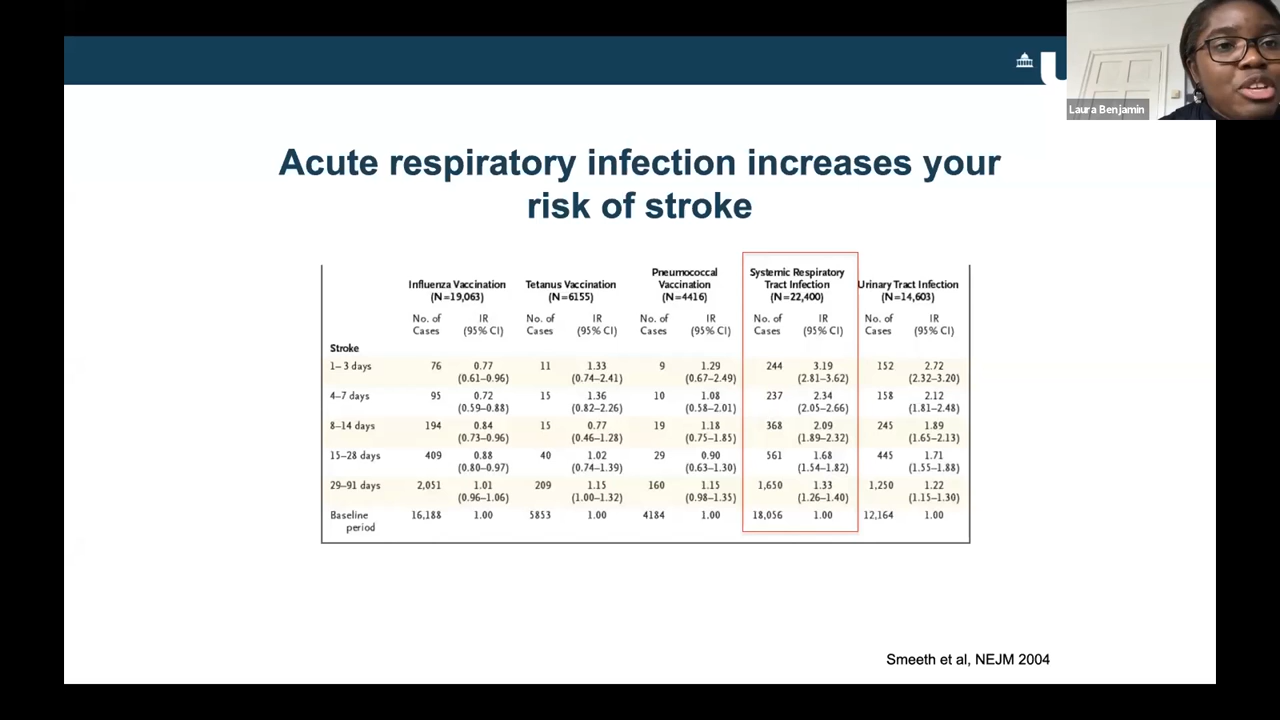 Laura Benjamin
Acute respiratory infection increases your
risk of stroke
Influenza Vaccination (N=19,063) Tetanus Vaccination (N=6155) Pneumococcal Vaccination (N=4416) Systemic Respiratory Tract Infection (N=22,400) Urinary Tract Infection (N=14,603)
No. of Cases IR (95% CI) No. of Cases IR (95% CI) No. of Cases IR (95% CI) No. of Cases IR (95% CI) No. of Cases IR (95% CI)
Stroke
1–3 days 76 0.77 11 1.33 9 1.29 244 3.19 152 2.72
(0.61–0.96) (0.74–2.41) (0.67–2.49) (2.81–3.62) (2.32–3.20)
4–7 days 95 0.72 15 1.36 10 1.08 237 2.34 158 2.12
(0.59–0.88) (0.82–2.26) (0.58–2.01) (2.05–2.66) (1.81–2.48)
8–14 days 194 0.84 15 0.77 19 1.18 368 2.09 245 1.89
(0.73–0.96) (0.46–1.28) (0.75–1.85) (1.89–2.32) (1.65–2.13)
15–28 days 409 0.88 40 1.02 29 0.90 561 1.68 445 1.71
(0.80–0.97) (0.74–1.39) (0.63–1.30) (1.54–1.82) (1.55–1.88)
29–91 days 2,051 1.01 209 1.15 160 1.15 1,650 1.33 1,250 1.22
(0.96–1.06) (1.00–1.32) (0.98–1.35) (1.26–1.40) (1.15–1.30)
Baseline 16,188 1.00 5853 1.00 4184 1.00 18,056 1.00 12,164 1.00
period
Smeeth et al, NEJM 2004